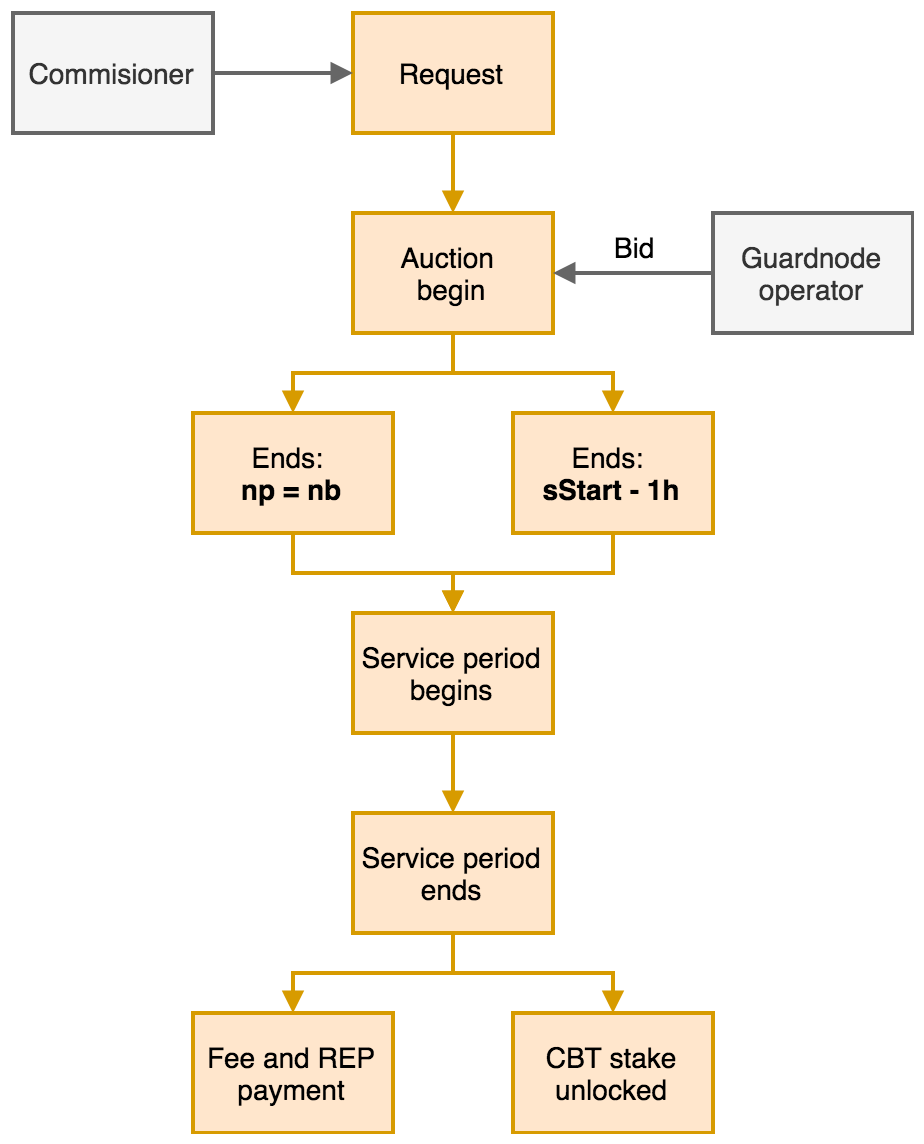 Commisioner
Request
Auction
begin
Bid
Guardnode
operator
Ends:
np = nb
Ends:
sStart - 1h
Service period
begins
Service period
ends
Fee and REP
payment
CBT stake
unlocked